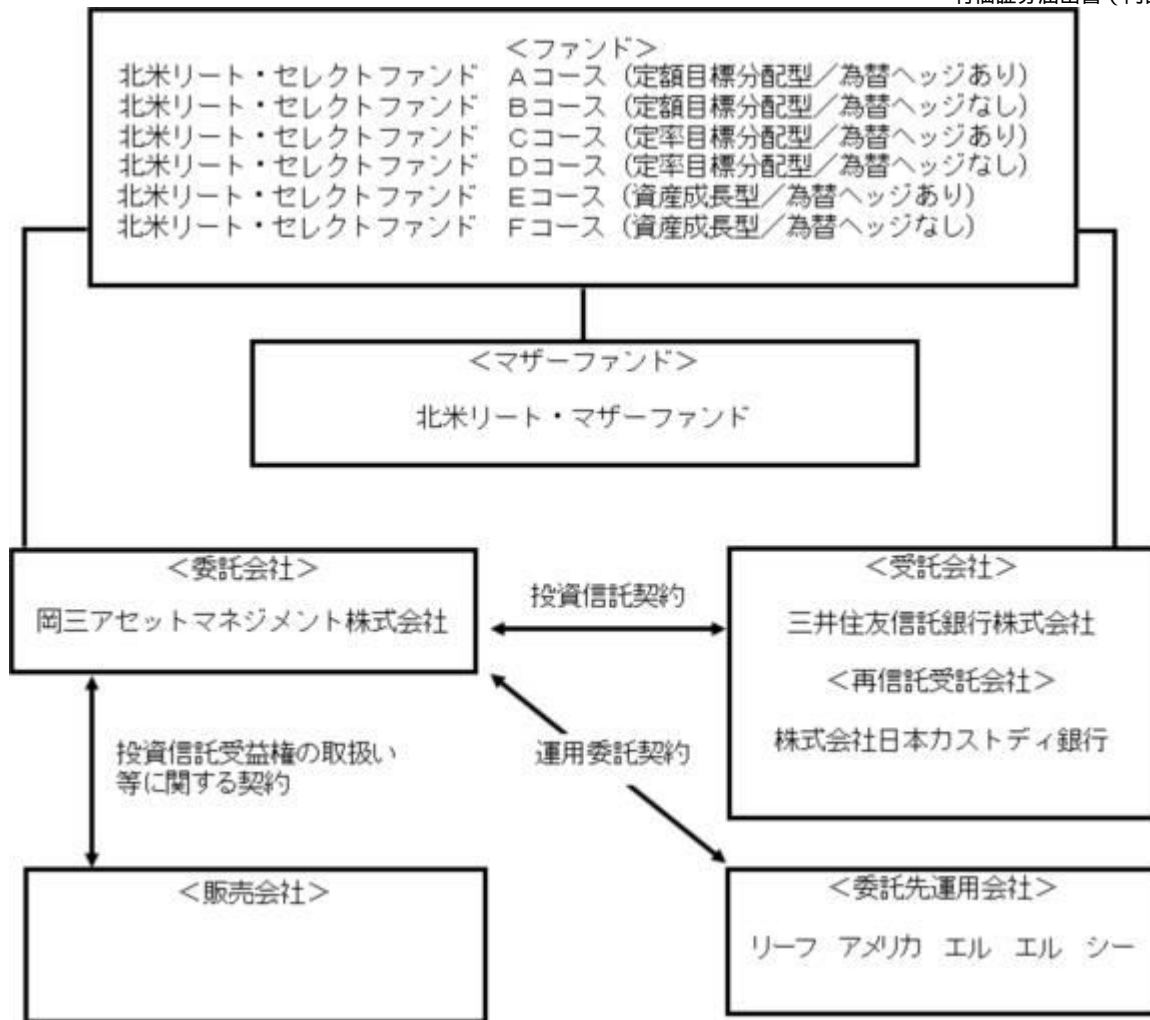 有価証券届出書（内
＜ファンド＞
北米リート・セレクトファンド　Ａコース（定額目標分配型／為替ヘッジあり）
北米リート・セレクトファンド　Ｂコース（定額目標分配型／為替ヘッジなし）
北米リート・セレクトファンド　Ｃコース（定率目標分配型／為替ヘッジあり）
北米リート・セレクトファンド　Ｄコース（定率目標分配型／為替ヘッジなし）
北米リート・セレクトファンド　Ｅコース（資産成長型／為替ヘッジあり）
北米リート・セレクトファンド　Ｆコース（資産成長型／為替ヘッジなし）
＜マザーファンド＞
北米リート・マザーファンド
＜委託会社＞
岡三アセットマネジメント株式会社
投資信託契約
＜受託会社＞
三井住友信託銀行株式会社
＜再信託受託会社＞
株式会社日本カストディ銀行
投資信託受益権の取扱い
等に関する契約
運用委託契約
＜販売会社＞
＜委託先運用会社＞
リーフ　アメリカ　エル　エル　シー